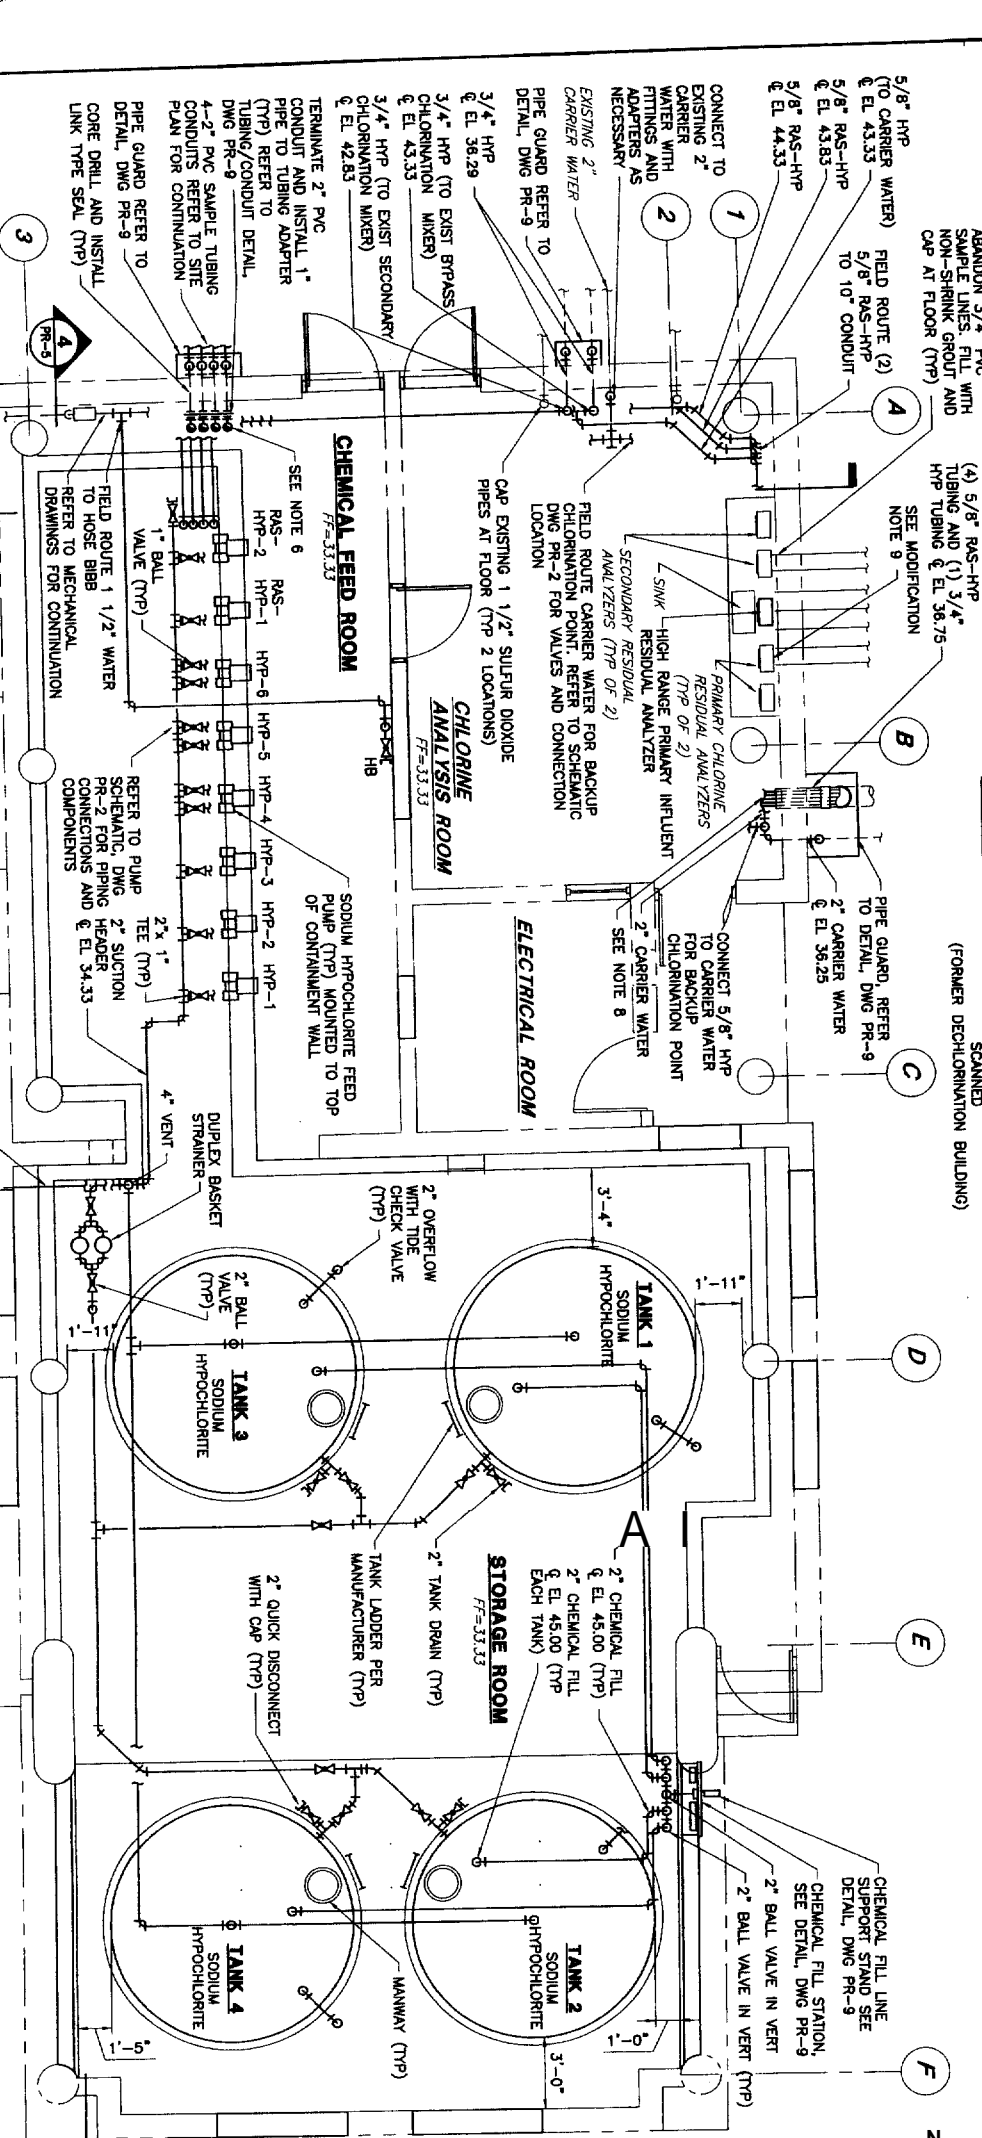 5/8" HYP
(TO CARRIER WATER)
℄ EL 43.33
5/8" RAS-HYP
℄ EL 43.83
5/8" RAS-HYP
℄ EL 44.33
CONNECT TO
EXISTING 2"
CARRIER
WATER WITH
FITTINGS AND
ADAPTERS AS
NECESSARY
EXISTING 2"
CARRIER WATER
PIPE GUARD REFER TO
DETAIL, DWG PR-9
3/4" HYP
℄ EL 36.29
3/4" HYP (TO EXIST BYPASS
CHLORINATION MIXER)
℄ EL 43.33
3/4" HYP (TO EXIST SECONDARY
CHLORINATION MIXER)
℄ EL 42.83
TERMINATE 2" PVC
CONDUIT AND INSTALL 1"
PIPE TO TUBING ADAPTER
(TYP) REFER TO
TUBING/CONDUIT DETAIL,
DWG PR-9
4-2" PVC SAMPLE TUBING
CONDUITS REFER TO SITE
PLAN FOR CONTINUATION
PIPE GUARD REFER TO
DETAIL, DWG PR-9
CORE DRILL AND INSTALL
LINK TYPE SEAL (TYP)
1
2
3
4
PR-5
ABANDON 3/4" PVC
SAMPLE LINES. FILL WITH
NON-SHRINK GROUT AND
CAP AT FLOOR (TYP)
FIELD ROUTE (2)
5/8" RAS-HYP
TO 10" CONDUIT
A
(4) 5/8" RAS-HYP
TUBING AND (1) 3/4"
HYP TUBING ℄ EL 36.75
SEE MODIFICATION
NOTE 9
B
PRIMARY CHLORINE
RESIDUAL ANALYZERS
(TYP OF 2)
HIGH RANGE PRIMARY INFLUENT
RESIDUAL ANALYZER
SINK
SECONDARY RESIDUAL
ANALYZERS (TYP OF 2)
FIELD ROUTE CARRIER WATER FOR BACKUP
CHLORINATION POINT. REFER TO SCHEMATIC
DWG PR-2 FOR VALVES AND CONNECTION
LOCATION
CAP EXISTING 1 1/2" SULFUR DIOXIDE
PIPES AT FLOOR (TYP 2 LOCATIONS)
CHLORINE
ANALYSIS ROOM
FF=33.33
HB
CHEMICAL FEED ROOM
FF=33.33
SEE NOTE 6
RAS-
HYP-2
RAS-
HYP-1
HYP-6
HYP-5
HYP-4
HYP-3
HYP-2
HYP-1
1" BALL
VALVE (TYP)
FIELD ROUTE 1 1/2" WATER
TO HOSE BIBB
REFER TO MECHANICAL
DRAWINGS FOR CONTINUATION
REFER TO PUMP
SCHEMATIC, DWG
PR-2 FOR PIPING
CONNECTIONS AND
COMPONENTS
SODIUM HYPOCHLORITE FEED
PUMP (TYP) MOUNTED TO TOP
OF CONTAINMENT WALL
2"x 1"
TEE (TYP)
2" SUCTION
HEADER
℄ EL 34.33
SCANNED
(FORMER DECHLORINATION BUILDING)
PIPE GUARD, REFER
TO DETAIL, DWG PR-9
2" CARRIER WATER
℄ EL 36.25
CONNECT 5/8" HYP
TO CARRIER WATER
FOR BACKUP
CHLORINATION POINT
2" CARRIER WATER
SEE NOTE 8
ELECTRICAL ROOM
C
4" VENT
DUPLEX BASKET
STRAINER
3'-4"
2" OVERFLOW
WITH TIDE
CHECK VALVE
(TYP)
2" BALL
VALVE
(TYP)
1'-11"
TANK 1
SODIUM
HYPOCHLORITE
1'-11"
TANK 3
SODIUM
HYPOCHLORITE
D
A I
2" CHEMICAL FILL
℄ EL 45.00 (TYP)
2" CHEMICAL FILL
℄ EL 45.00 (TYP
EACH TANK)
STORAGE ROOM
FF=33.33
2" TANK DRAIN (TYP)
TANK LADDER PER
MANUFACTURER (TYP)
2" QUICK DISCONNECT
WITH CAP (TYP)
E
CHEMICAL FILL LINE
SUPPORT STAND SEE
DETAIL, DWG PR-9
CHEMICAL FILL STATION,
SEE DETAIL, DWG PR-9
2" BALL VALVE IN VERT
2" BALL VALVE IN VERT (TYP)
TANK 2
SODIUM
HYPOCHLORITE
TANK 4
SODIUM
HYPOCHLORITE
MANWAY (TYP)
1'-0"
3'-0"
1'-5"
F